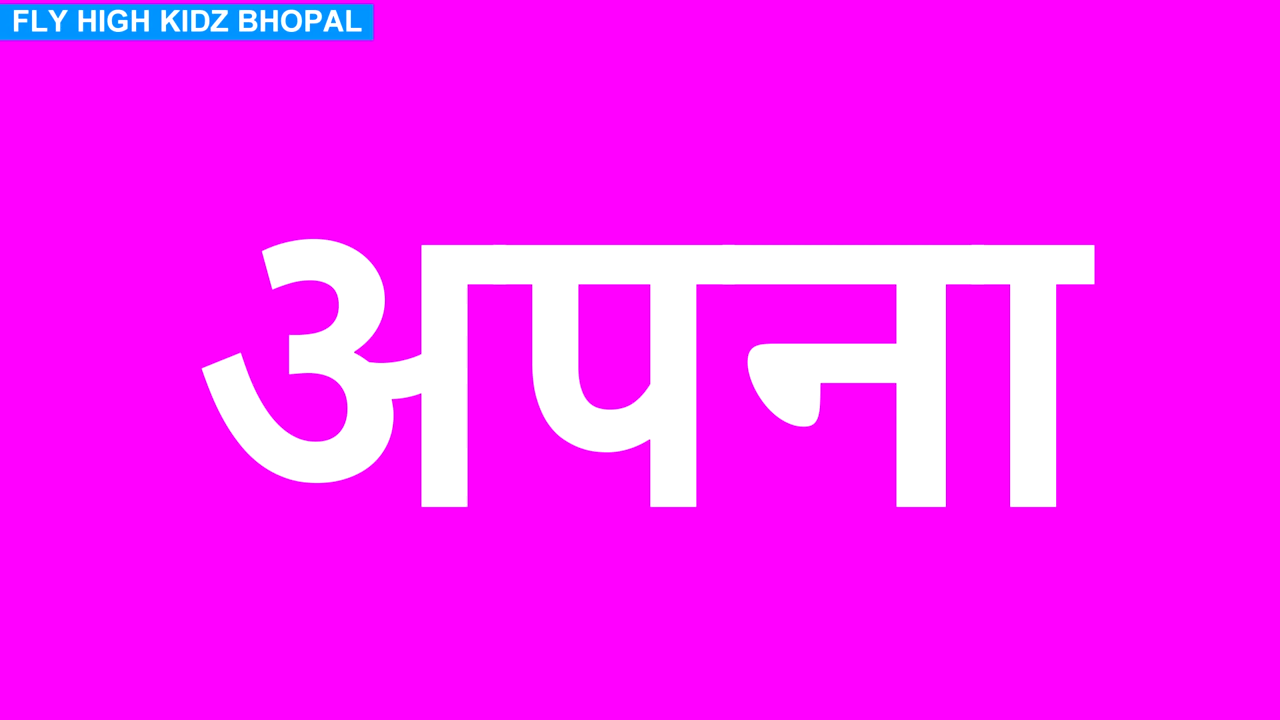 FLY HIGH KIDZ BHOPAL
अपना